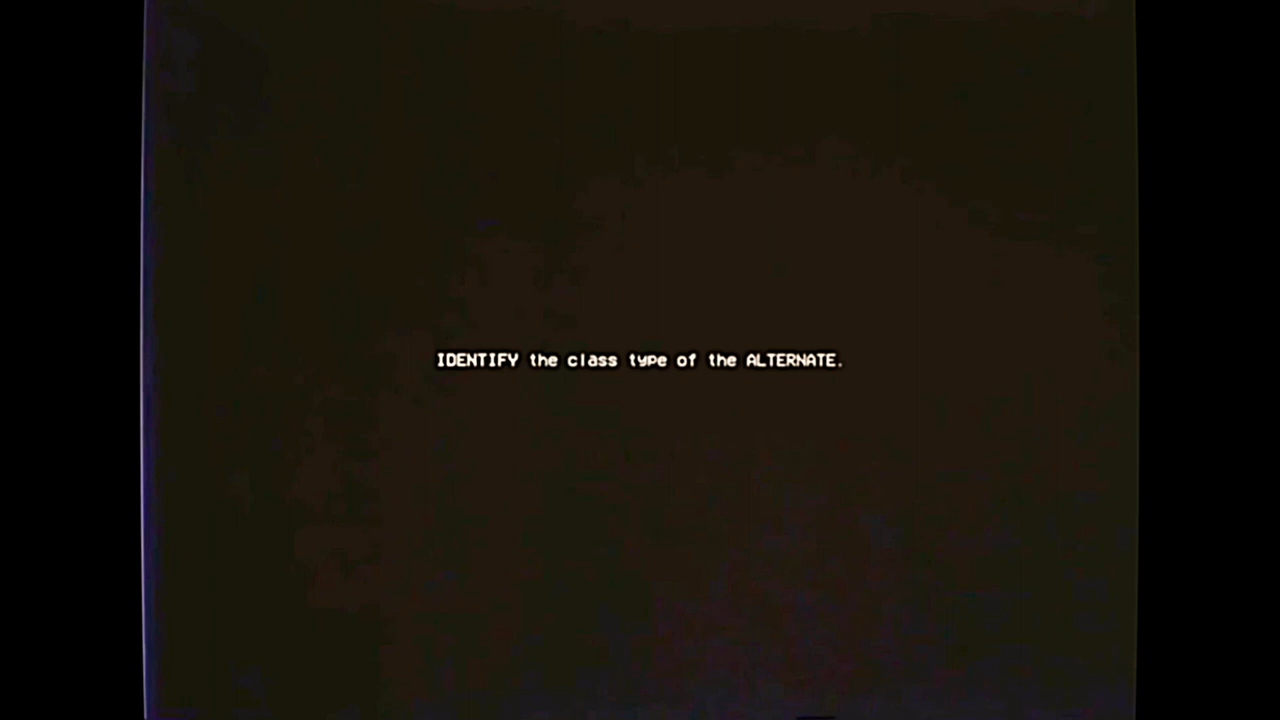 IDENTIFY the class type of the ALTERNATE.